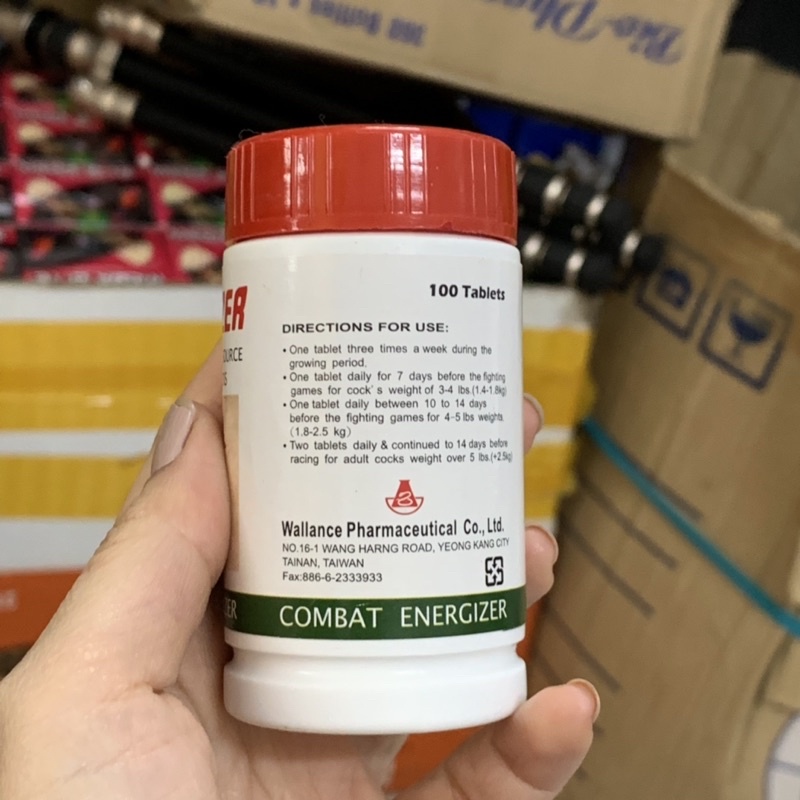 Bio-Pha
360 Bottles
100 Tablets
DIRECTIONS FOR USE:
• One tablet three times a week during the
growing period.
• One tablet daily for 7 days before the fighting
games for cock's weight of 3-4 lbs.(1.4-1.8kg)
• One tablet daily between 10 to 14 days
before the fighting games for 4-5 lbs weights.
(1.8-2.5 kg)
• Two tablets daily & continued to 14 days before
racing for adult cocks weight over 5 lbs.(+2.5kg)
Wallance Pharmaceutical Co., Ltd.
NO.16-1 WANG HARNG ROAD, YEONG KANG CITY
TAINAN, TAIWAN
Fax:886-6-2333933
COMBAT ENERGIZER